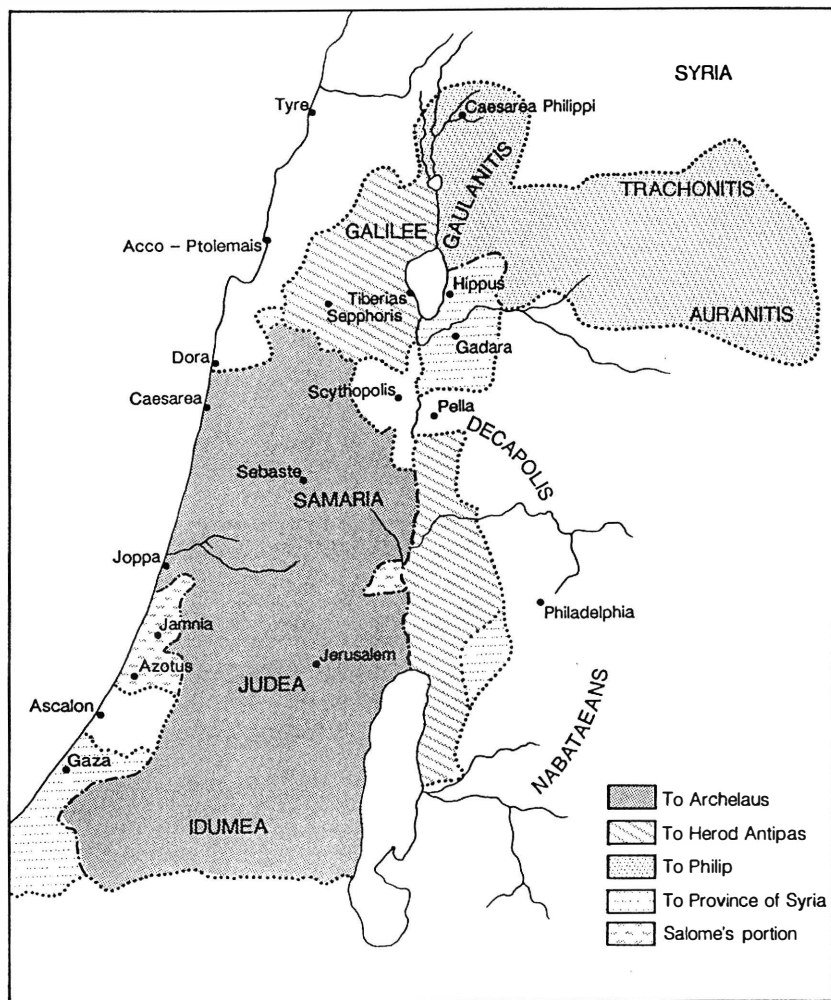 SYRIA
Tyre
Caesarea Philippi
GAULANITIS
TRACHONITIS
GALILEE
Acco – Ptolemais
Tiberias
Hippus
Sepphoris
AURANITIS
Gadara
Dora
Scythopolis
Caesarea
Pella
DECAPOLIS
Sebaste
SAMARIA
Joppa
Philadelphia
Jamnia
Jerusalem
Azotus
JUDEA
Ascalon
NABATAEANS
Gaza
IDUMEA
To Archelaus
To Herod Antipas
To Philip
To Province of Syria
Salome's portion